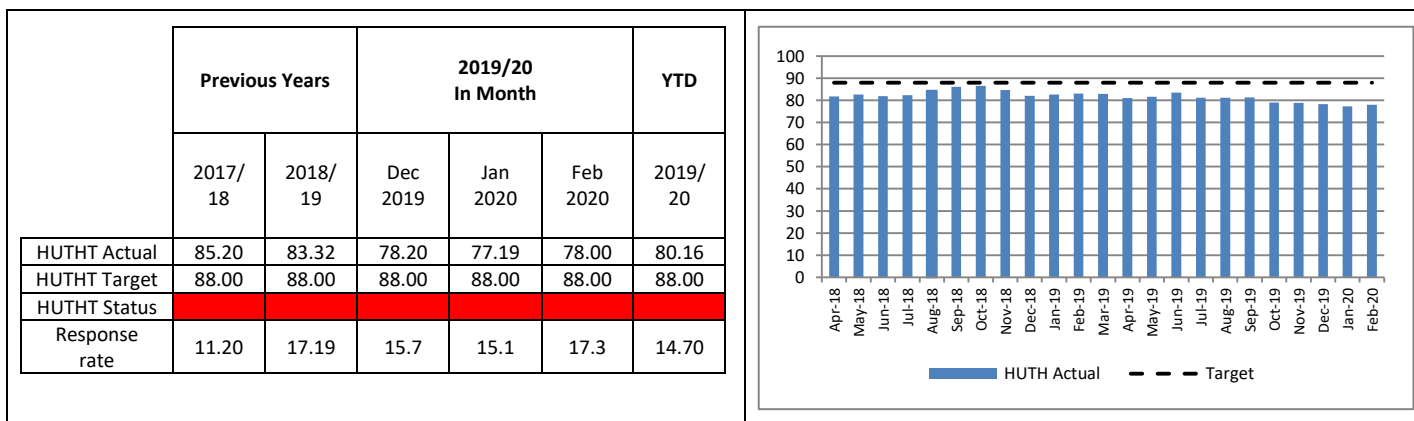 Previous Years
2019/20
In Month
YTD
2017/
18
2018/
19
Dec
2019
Jan
2020
Feb
2020
2019/
20
HUTHT Actual 85.20 83.32 78.20 77.19 78.00 80.16
HUTHT Target 88.00 88.00 88.00 88.00 88.00 88.00
HUTHT Status
Response
rate
11.20 17.19 15.7 15.1 17.3 14.70
100
90
80
70
60
50
40
30
20
10
0
Apr-18
May-18
Jun-18
Jul-18
Aug-18
Sep-18
Oct-18
Nov-18
Dec-18
Jan-19
Feb-19
Mar-19
Apr-19
May-19
Jun-19
Jul-19
Aug-19
Sep-19
Oct-19
Nov-19
Dec-19
Jan-20
Feb-20
HUTH Actual
Target